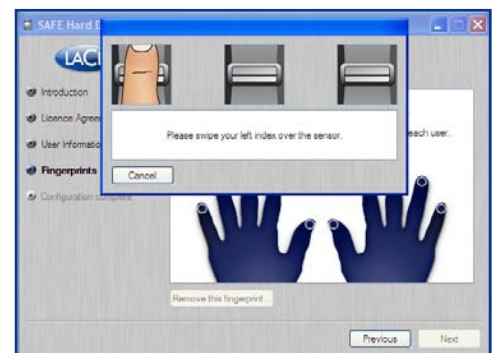 SAFE Hard D
LACI
Introduction
Licence Agree
User Informatio
Fingerprints
Configuration complete
each user.
Please swipe your left index over the sensor.
Cancel
Remove this fingerprint...
Previous
Next